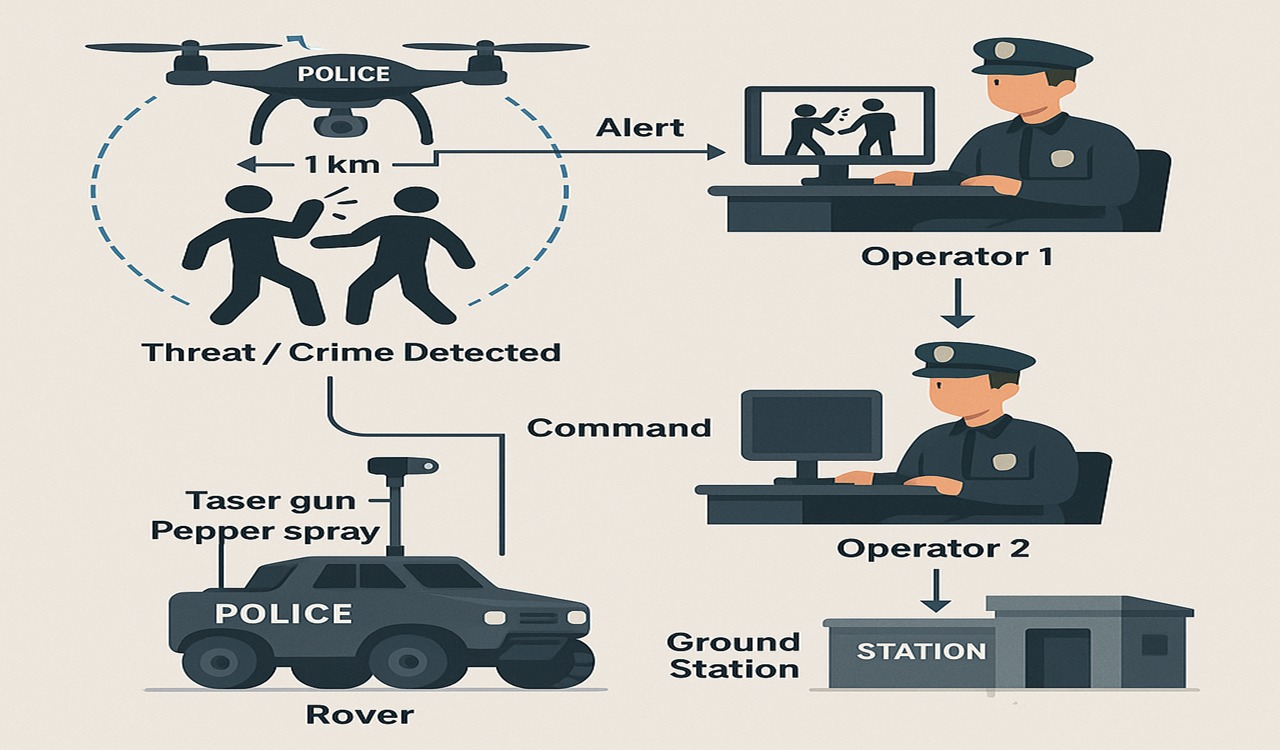 POLICE
Alert
1 km
Operator 1
Threat / Crime Detected
Command
Taser gun
Pepper spray
Operator 2
POLICE
Ground
Station
STATION
Rover